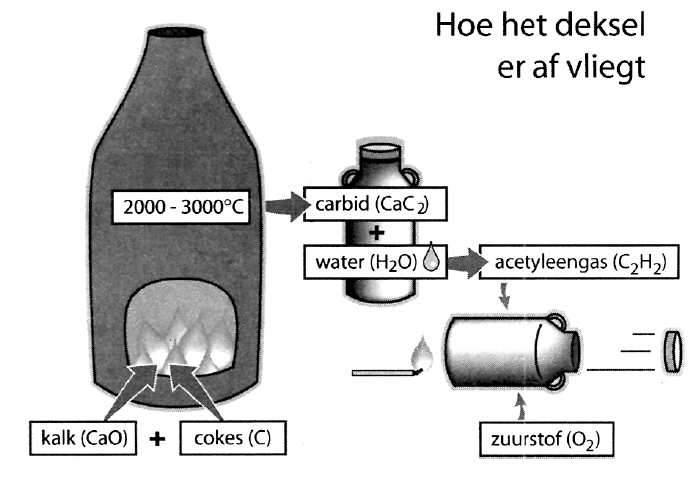 Hoe het deksel
er af vliegt
2000 - 3000°C
carbid (CaC₂)
+
water (H₂O)
acetyleengas (C₂H₂)
kalk (CaO) + cokes (C)
zuurstof (O₂)